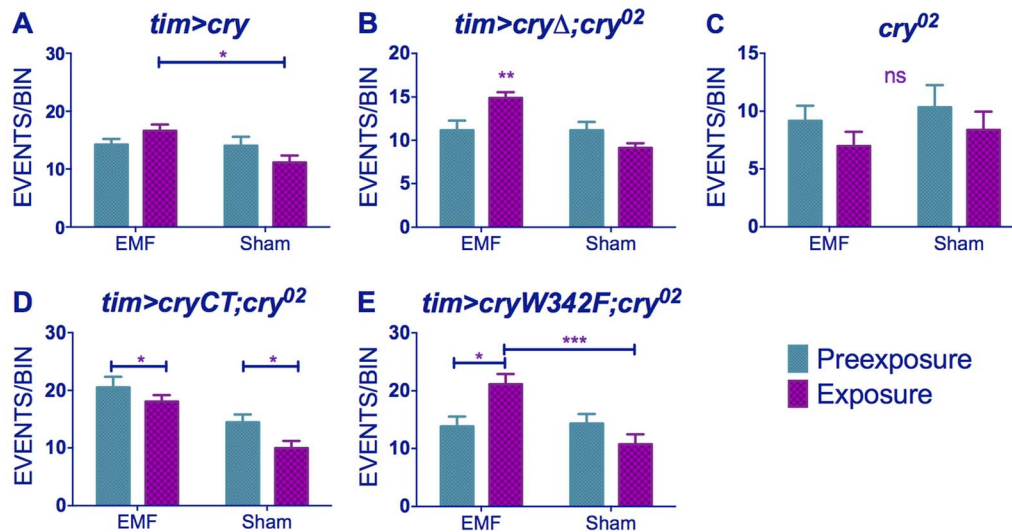 A tim>cry
30
20
10
0
EVENTS/BIN
*
EMF Sham
B tim>cryΔ;cry02
20
15
10
5
0
EVENTS/BIN
**
EMF Sham
C cry02
15
10
5
0
EVENTS/BIN
ns
EMF Sham
D tim>cryCT;cry02
30
20
10
0
EVENTS/BIN
* *
EMF Sham
E tim>cryW342F;cry02
30
20
10
0
EVENTS/BIN
* ***
EMF Sham
Preexposure
Exposure